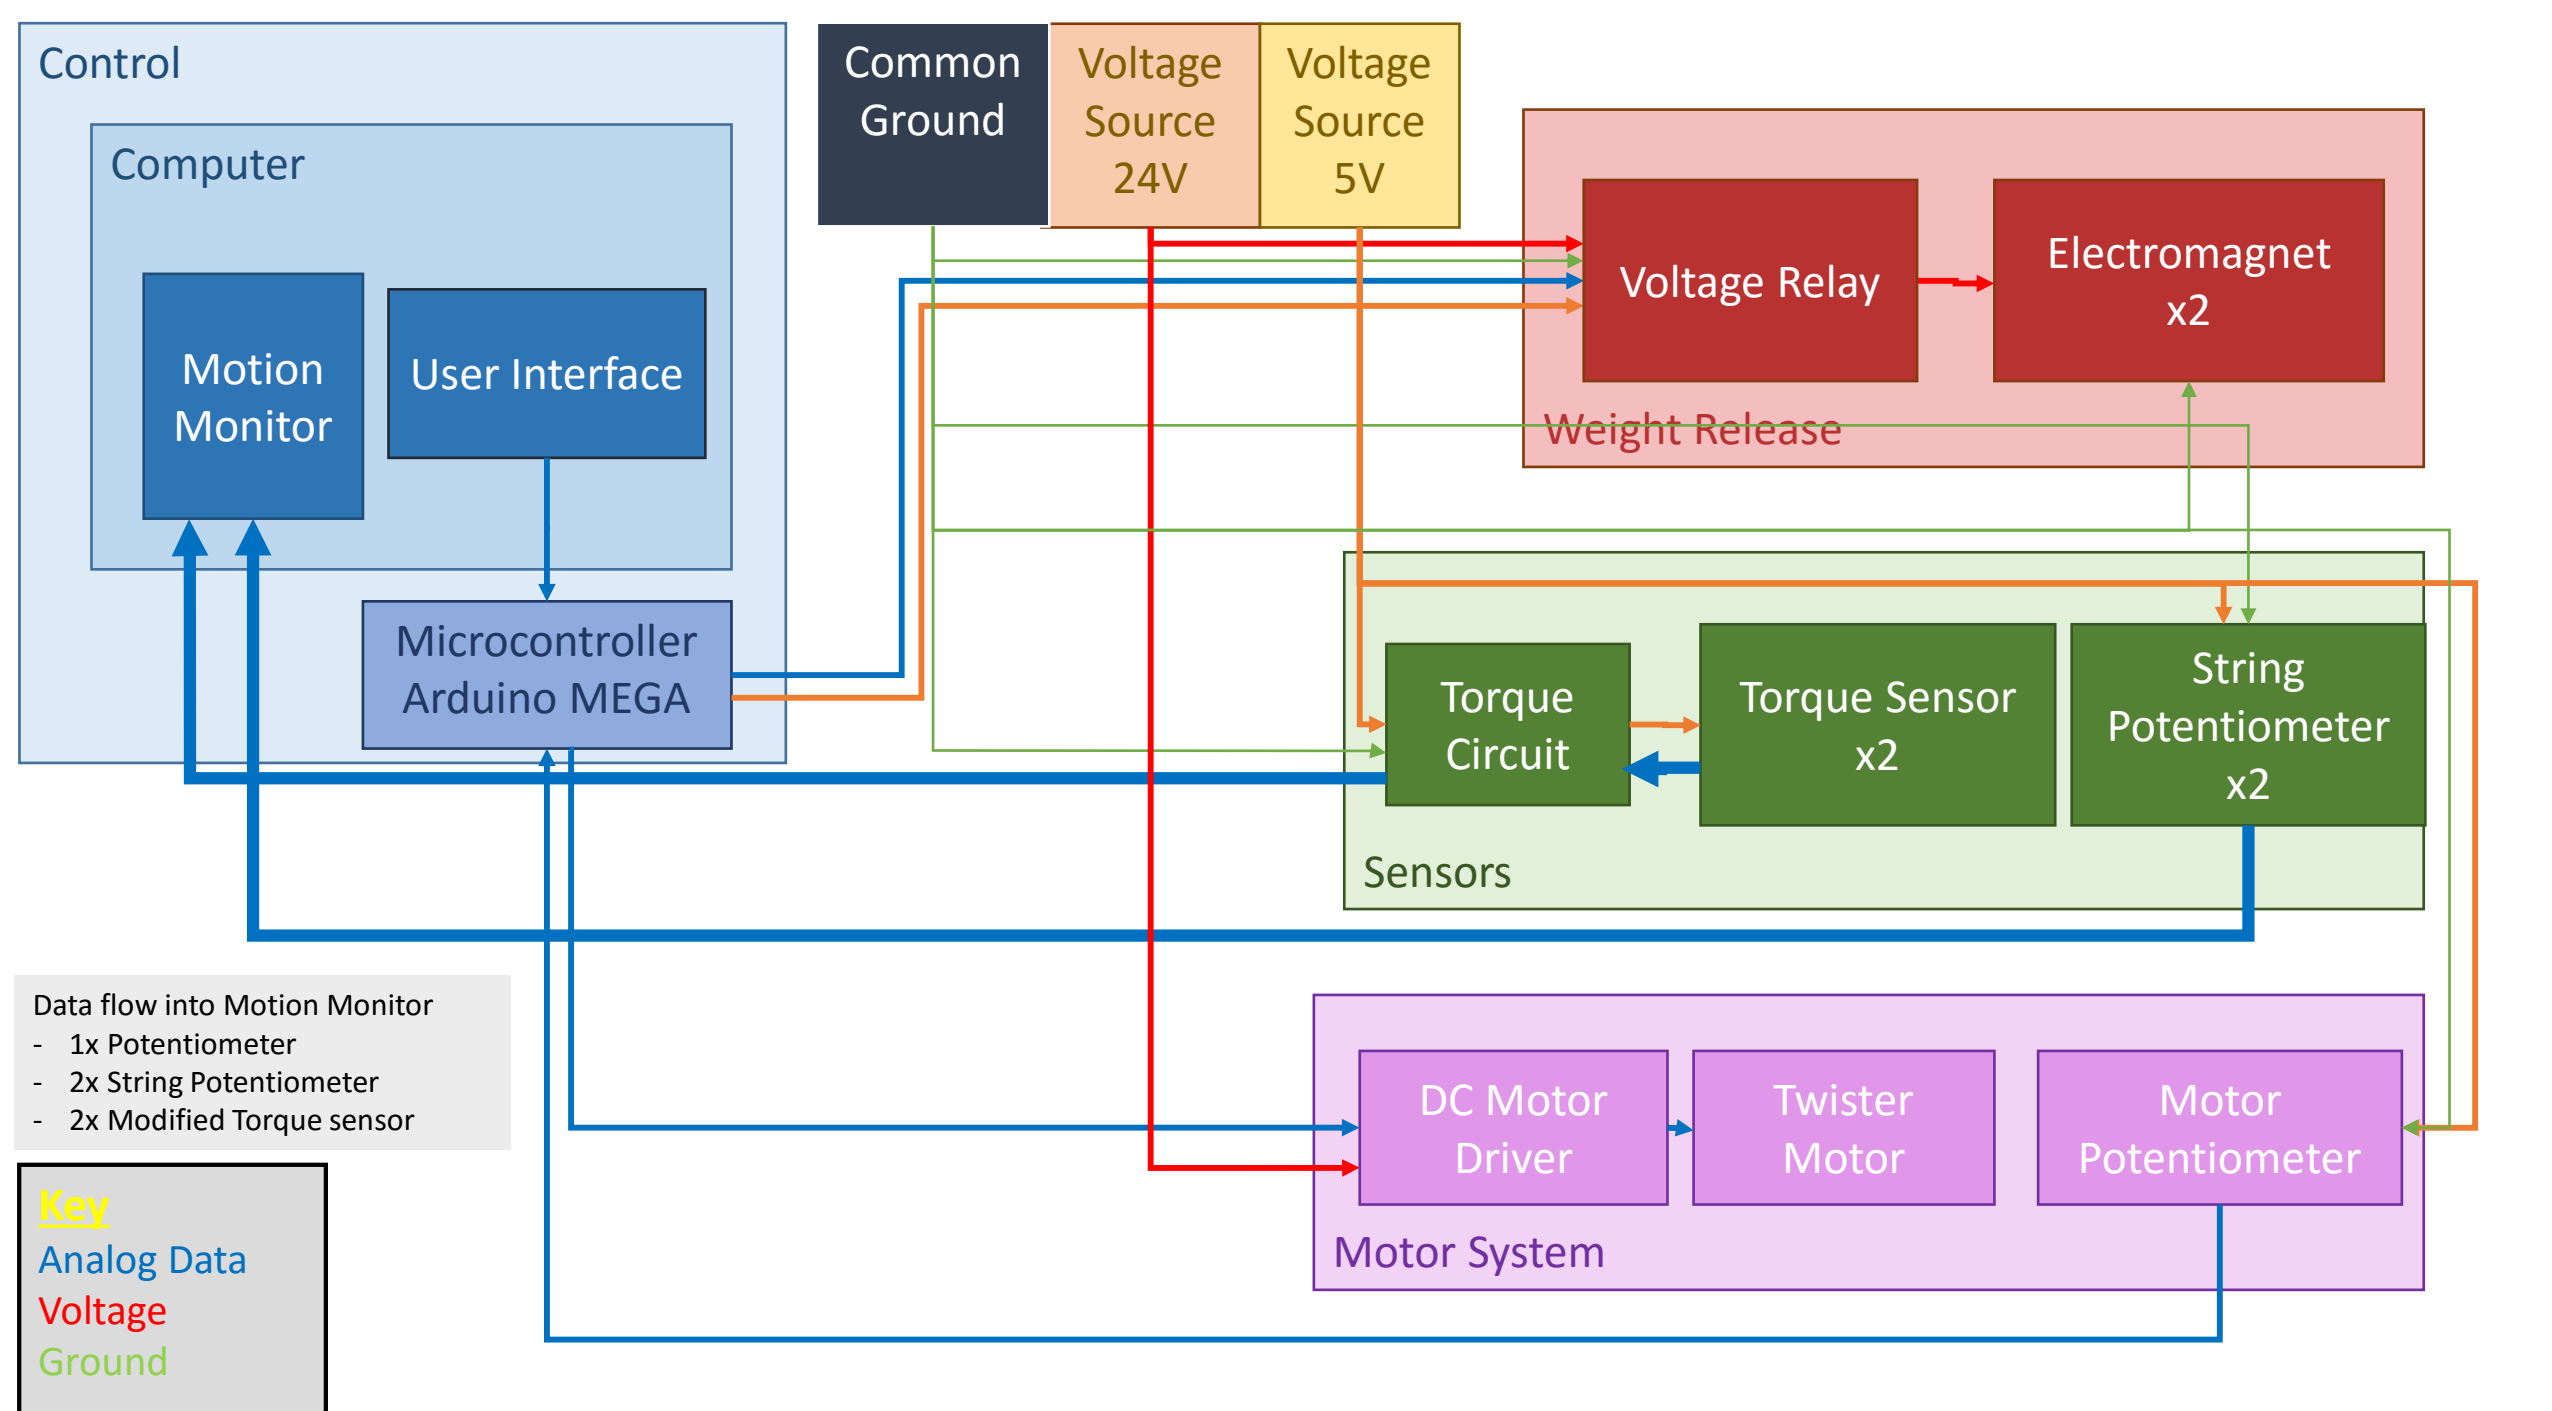 Control
Computer
Motion
Monitor
User Interface
Microcontroller
Arduino MEGA
Common
Ground
Voltage
Source
24V
Voltage
Source
5V
Voltage Relay
Electromagnet
x2
Weight Release
Torque
Circuit
Torque Sensor
x2
String
Potentiometer
x2
Sensors
DC Motor
Driver
Twister
Motor
Motor
Potentiometer
Motor System
Data flow into Motion Monitor
- 1x Potentiometer
- 2x String Potentiometer
- 2x Modified Torque sensor
Key
Analog Data
Voltage
Ground